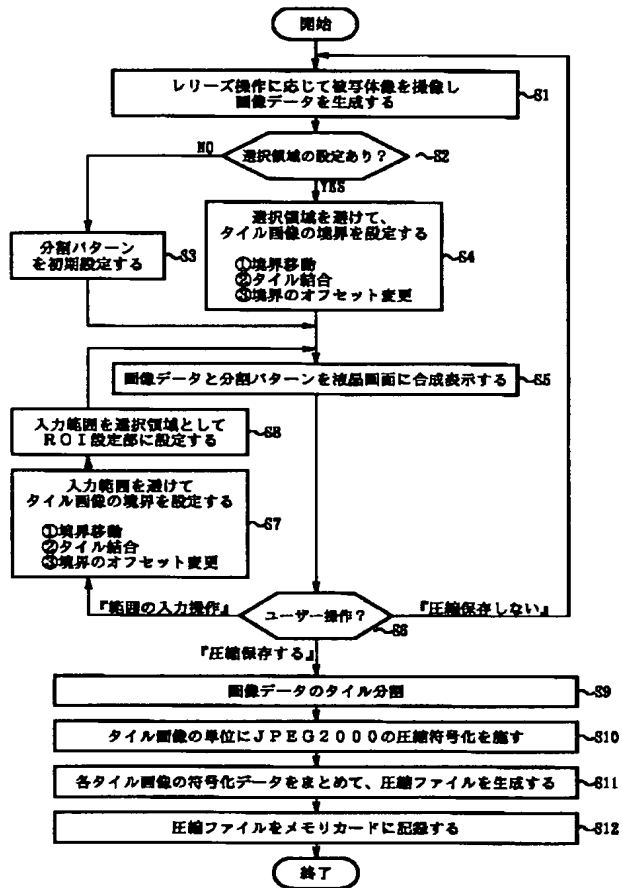 開始
レリーズ操作に応じて被写体像を撮像し
画像データを生成する
S1
NO
選択領域の設定あり?
S2
YES
分割パターン
を初期設定する
S3
選択領域を避けて、
タイル画像の境界を設定する
①境界移動
②タイル結合
③境界のオフセット変更
S4
画像データと分割パターンを液晶画面に合成表示する
S5
入力範囲を選択領域として
ROI設定部に設定する
S8
入力範囲を避けて
タイル画像の境界を設定する
①境界移動
②タイル結合
③境界のオフセット変更
S7
『範囲の入力操作』
ユーザー操作?
S6
『圧縮保存しない』
『圧縮保存する』
画像データのタイル分割
S9
タイル画像の単位にJPEG2000の圧縮符号化を施す
S10
各タイル画像の符号化データをまとめて、圧縮ファイルを生成する
S11
圧縮ファイルをメモリカードに記録する
S12
終了